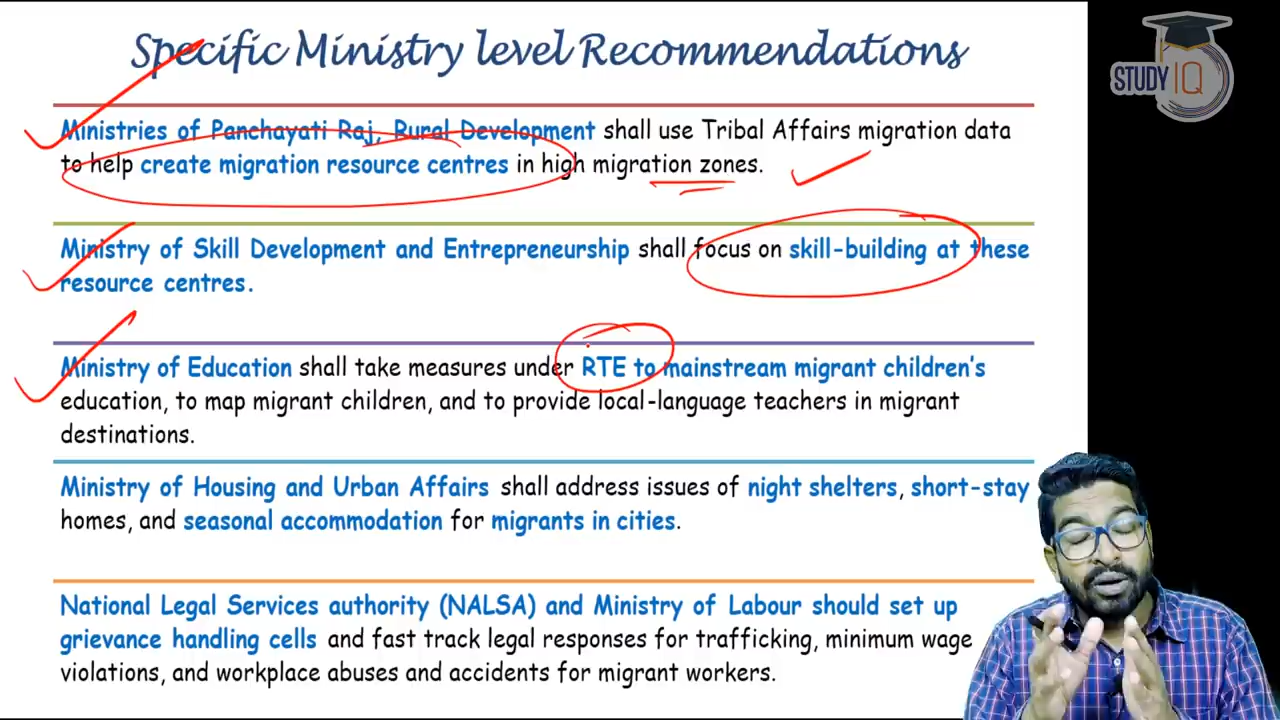 Specific Ministry level Recommendations
STUDY IQ
Ministries of Panchayati Raj, Rural Development shall use Tribal Affairs migration data
to help create migration resource centres in high migration zones.
Ministry of Skill Development and Entrepreneurship shall focus on skill-building at these
resource centres.
Ministry of Education shall take measures under RTE to mainstream migrant children's
education, to map migrant children, and to provide local-language teachers in migrant
destinations.
Ministry of Housing and Urban Affairs shall address issues of night shelters, short-stay
homes, and seasonal accommodation for migrants in cities.
National Legal Services authority (NALSA) and Ministry of Labour should set up
grievance handling cells and fast track legal responses for trafficking, minimum wage
violations, and workplace abuses and accidents for migrant workers.